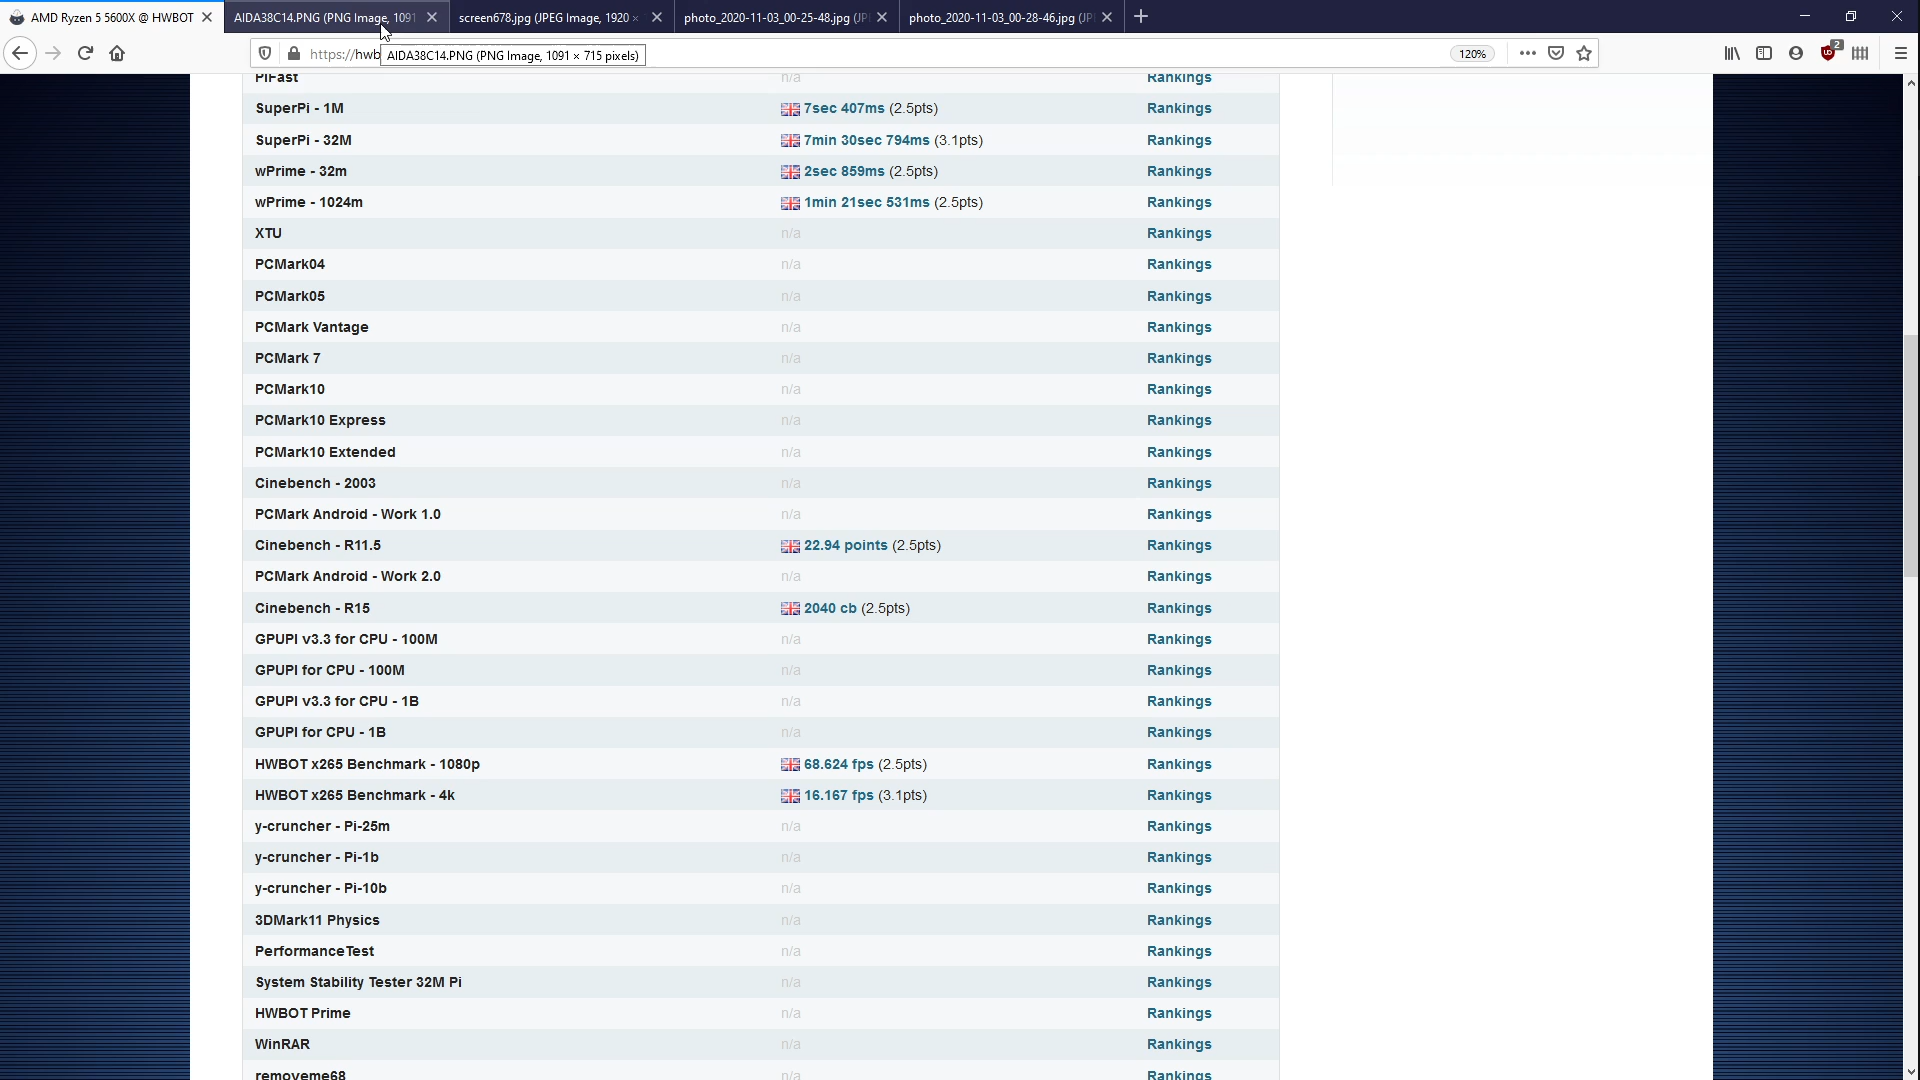 AMD Ryzen 5 5600X @ HWBOT
AIDA38C14.PNG (PNG Image, 1091
screen678.jpg (JPEG Image, 1920
photo_2020-11-03_00-25-48.jpg (JP
photo_2020-11-03_00-28-46.jpg (JP
https://hwb
AIDA38C14.PNG (PNG Image, 1091 × 715 pixels)
120%
2
PiFast n/a Rankings
SuperPi - 1M 7sec 407ms (2.5pts) Rankings
SuperPi - 32M 7min 30sec 794ms (3.1pts) Rankings
wPrime - 32m 2sec 859ms (2.5pts) Rankings
wPrime - 1024m 1min 21sec 531ms (2.5pts) Rankings
XTU n/a Rankings
PCMark04 n/a Rankings
PCMark05 n/a Rankings
PCMark Vantage n/a Rankings
PCMark 7 n/a Rankings
PCMark10 n/a Rankings
PCMark10 Express n/a Rankings
PCMark10 Extended n/a Rankings
Cinebench - 2003 n/a Rankings
PCMark Android - Work 1.0 n/a Rankings
Cinebench - R11.5 22.94 points (2.5pts) Rankings
PCMark Android - Work 2.0 n/a Rankings
Cinebench - R15 2040 cb (2.5pts) Rankings
GPUPI v3.3 for CPU - 100M n/a Rankings
GPUPI for CPU - 100M n/a Rankings
GPUPI v3.3 for CPU - 1B n/a Rankings
GPUPI for CPU - 1B n/a Rankings
HWBOT x265 Benchmark - 1080p 68.624 fps (2.5pts) Rankings
HWBOT x265 Benchmark - 4k 16.167 fps (3.1pts) Rankings
y-cruncher - Pi-25m n/a Rankings
y-cruncher - Pi-1b n/a Rankings
y-cruncher - Pi-10b n/a Rankings
3DMark11 Physics n/a Rankings
PerformanceTest n/a Rankings
System Stability Tester 32M Pi n/a Rankings
HWBOT Prime n/a Rankings
WinRAR n/a Rankings
removeme68 n/a Rankings